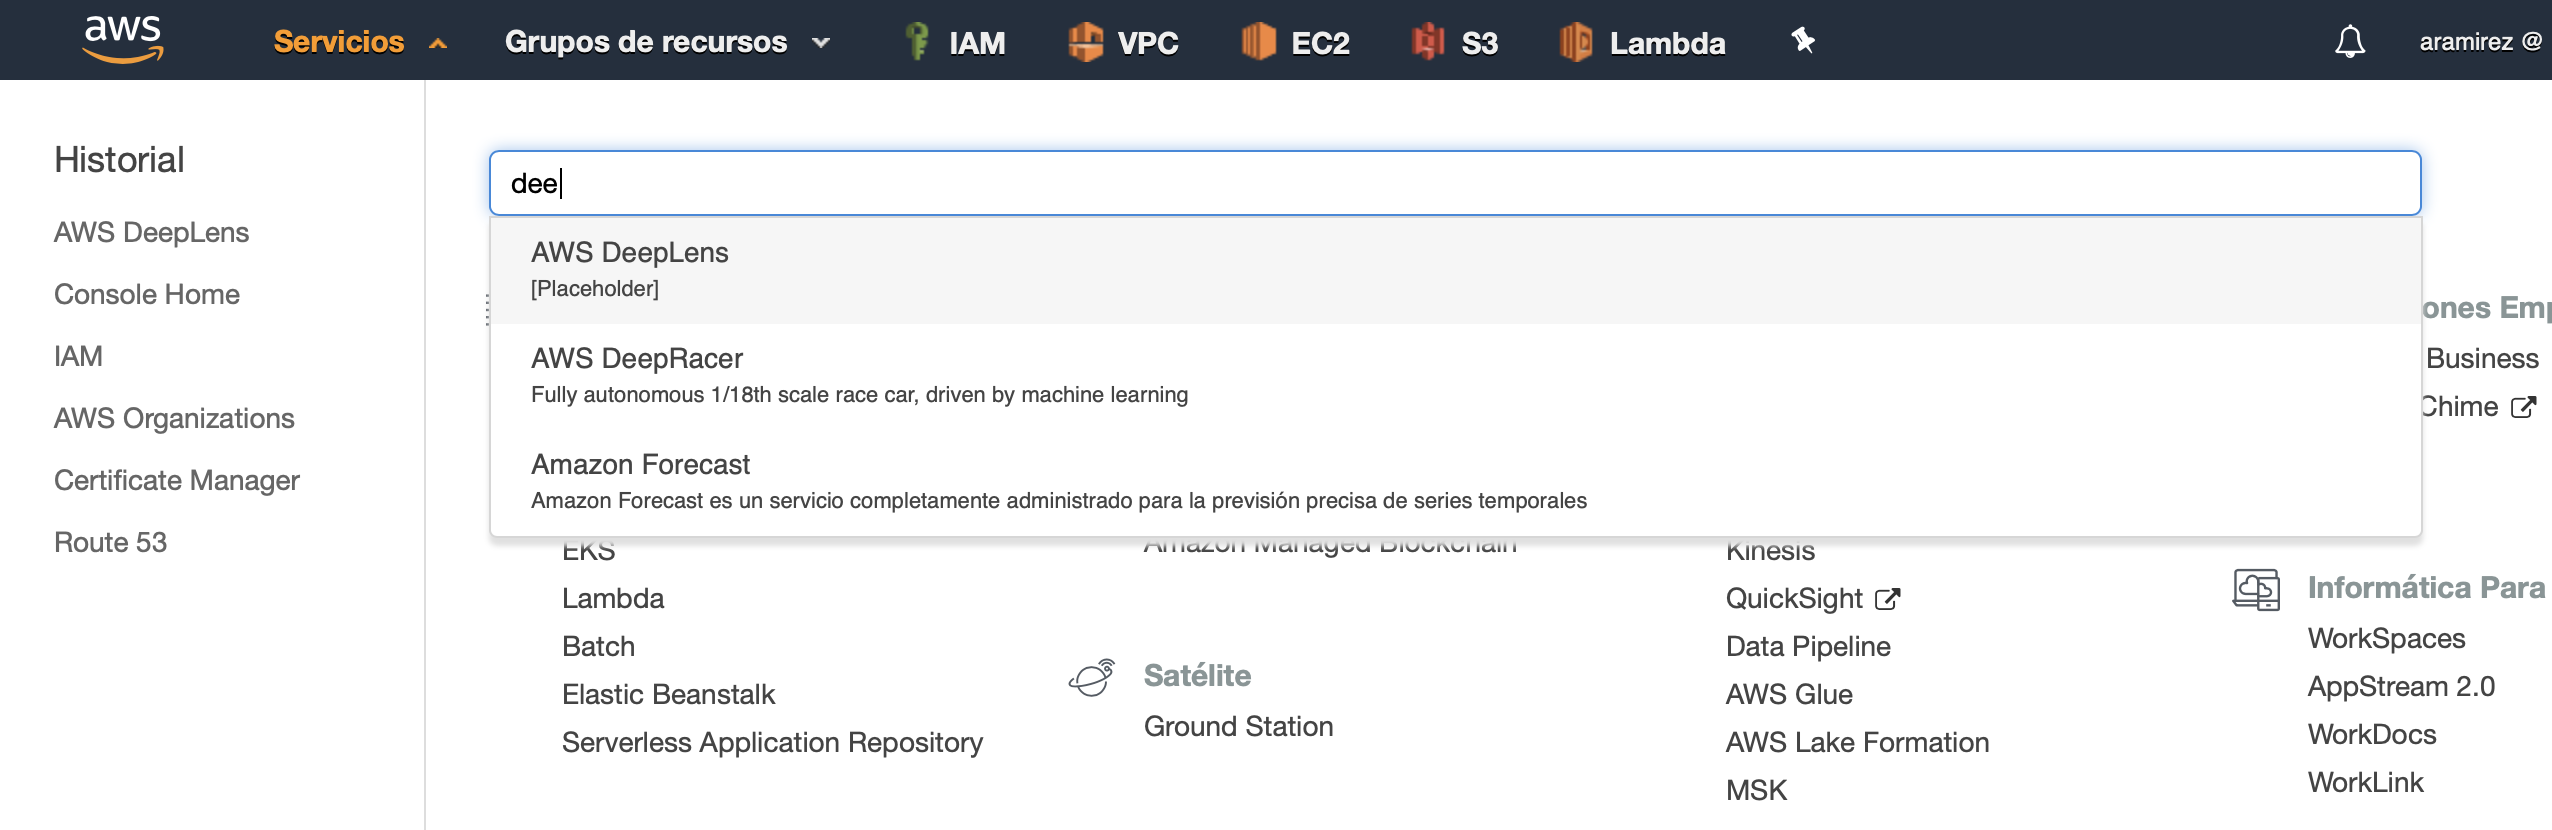 aws
Servicios
Grupos de recursos
IAM
VPC
EC2
S3
Lambda
aramirez @
Historial
AWS DeepLens
Console Home
IAM
AWS Organizations
Certificate Manager
Route 53
dee
AWS DeepLens
[Placeholder]
AWS DeepRacer
Fully autonomous 1/18th scale race car, driven by machine learning
Amazon Forecast
Amazon Forecast es un servicio completamente administrado para la previsión precisa de series temporales
EKS
Lambda
Batch
Elastic Beanstalk
Serverless Application Repository
Amazon Managed Blockchain
Satélite
Ground Station
Kinesis
QuickSight
Data Pipeline
AWS Glue
AWS Lake Formation
MSK
ones Emp
Business
Chime
Informática Para
WorkSpaces
AppStream 2.0
WorkDocs
WorkLink